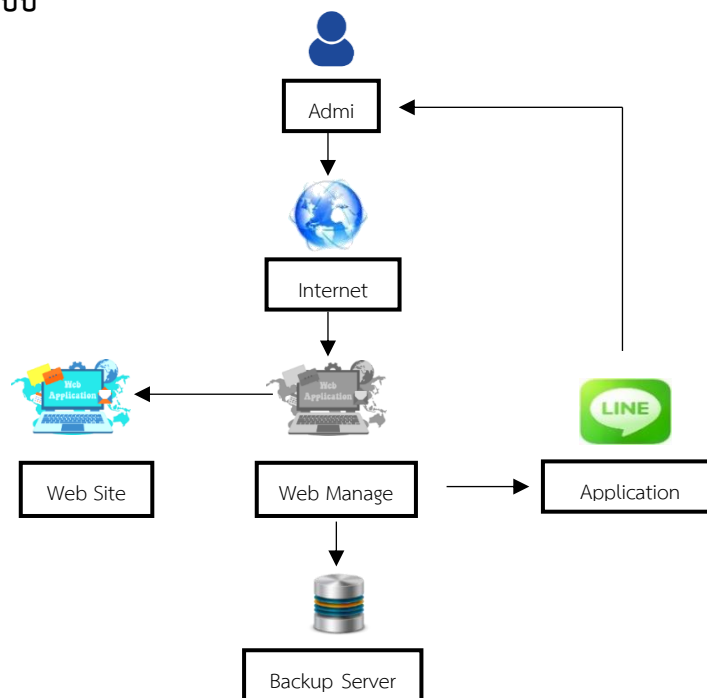 Admi
Internet
Web
Application
Web
Application
LINE
Web Site
Web Manage
Application
Backup Server